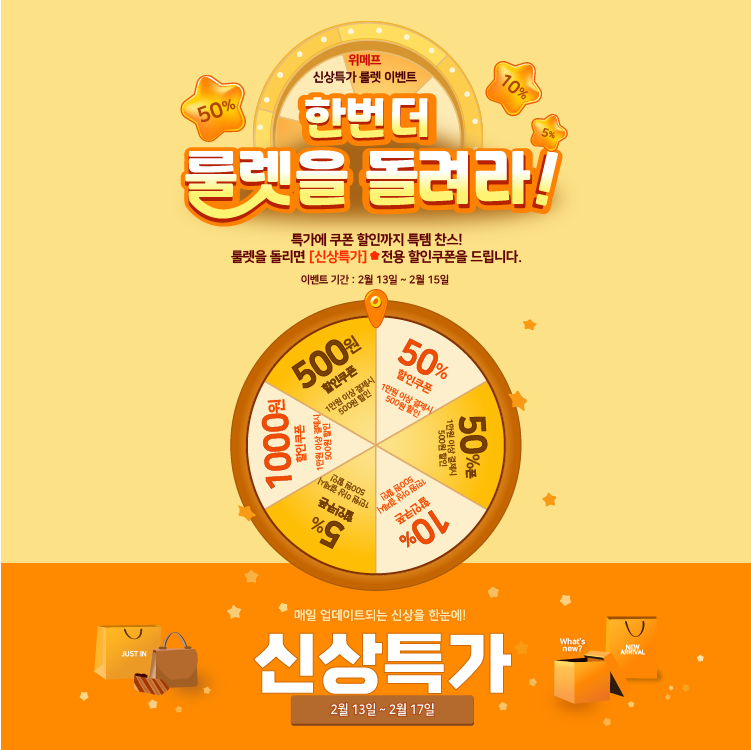 위메프
신상특가 룰렛 이벤트
50%
10%
5%
한번더
룰렛을 돌려라!
특가에 쿠폰 할인까지 특템 찬스!
룰렛을 돌리면 [신상특가] 전용 할인쿠폰을 드립니다.
이벤트 기간 : 2월 13일 ~ 2월 15일
500원
할인쿠폰
1만원 이상 결제시
500원 할인
50%
할인쿠폰
1만원 이상 결제시
500원 할인
1000원
할인쿠폰
1만원 이상 결제시
500원 할인
50%폰
1만원 이상 결제시
500원 할인
5%
할인쿠폰
1만원 이상 결제시
500원 할인
10%
할인쿠폰
1만원 이상 결제시
500원 할인
매일 업데이트되는 신상을 한눈에!
신상특가
2월 13일 ~ 2월 17일
JUST IN
What's
new?
NEW
ARRIVAL